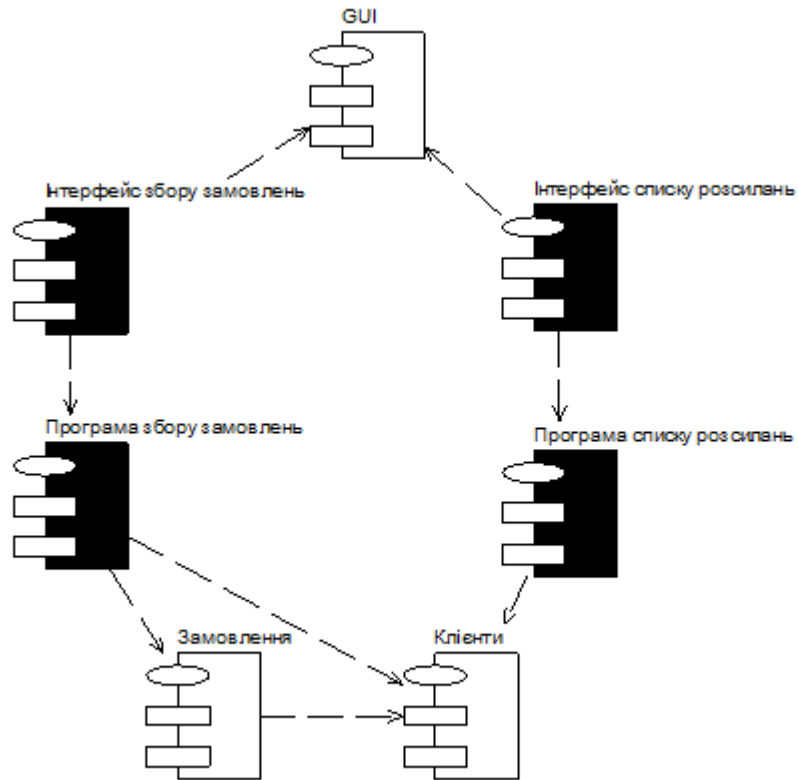 GUI
Інтерфейс збору замовлень
Інтерфейс списку розсилань
Програма збору замовлень
Програма списку розсилань
Замовлення
Клієнти